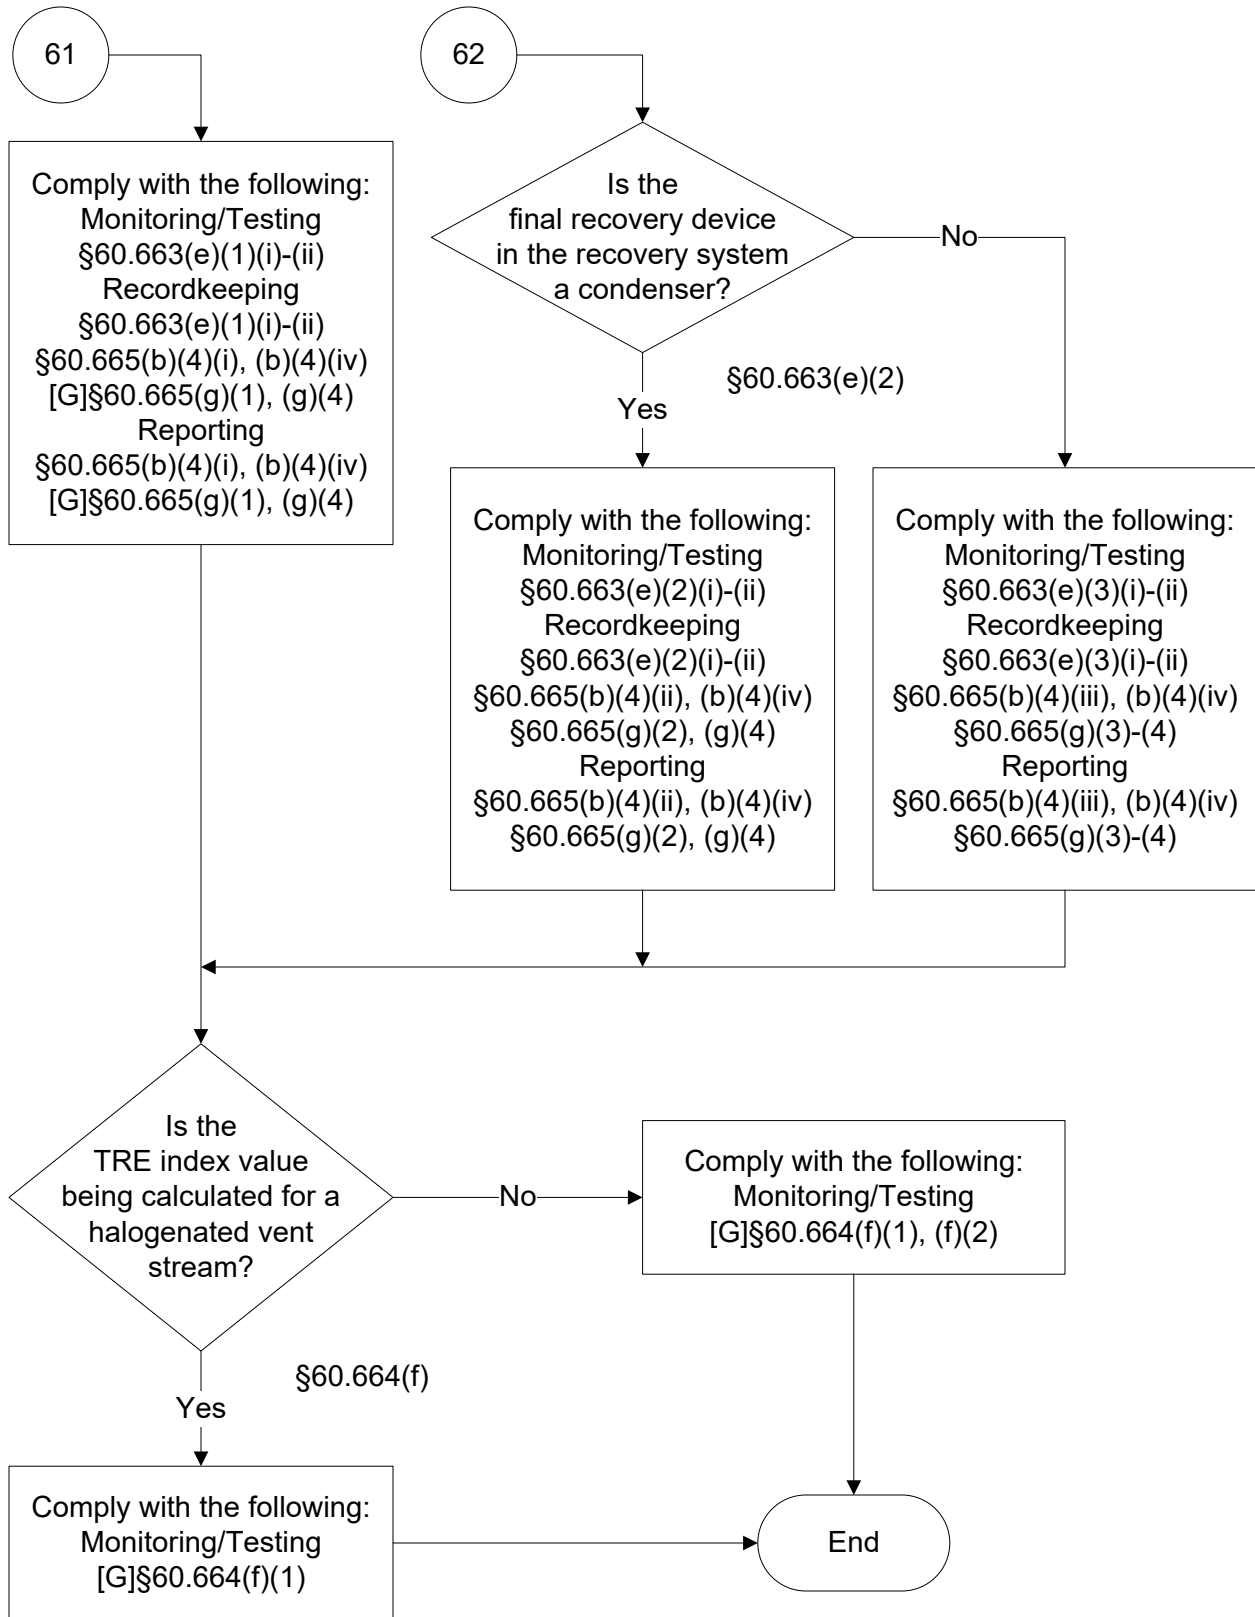 61
Comply with the following:
Monitoring/Testing
§60.663(e)(1)(i)-(ii)
Recordkeeping
§60.663(e)(1)(i)-(ii)
§60.665(b)(4)(i), (b)(4)(iv)
[G]§60.665(g)(1), (g)(4)
Reporting
§60.665(b)(4)(i), (b)(4)(iv)
[G]§60.665(g)(1), (g)(4)
62
Is the
final recovery device
in the recovery system
a condenser?
No
§60.663(e)(2)
Yes
Comply with the following:
Monitoring/Testing
§60.663(e)(2)(i)-(ii)
Recordkeeping
§60.663(e)(2)(i)-(ii)
§60.665(b)(4)(ii), (b)(4)(iv)
§60.665(g)(2), (g)(4)
Reporting
§60.665(b)(4)(ii), (b)(4)(iv)
§60.665(g)(2), (g)(4)
Comply with the following:
Monitoring/Testing
§60.663(e)(3)(i)-(ii)
Recordkeeping
§60.663(e)(3)(i)-(ii)
§60.665(b)(4)(iii), (b)(4)(iv)
§60.665(g)(3)-(4)
Reporting
§60.665(b)(4)(iii), (b)(4)(iv)
§60.665(g)(3)-(4)
Is the
TRE index value
being calculated for a
halogenated vent
stream?
No
Comply with the following:
Monitoring/Testing
[G]§60.664(f)(1), (f)(2)
§60.664(f)
Yes
Comply with the following:
Monitoring/Testing
[G]§60.664(f)(1)
End